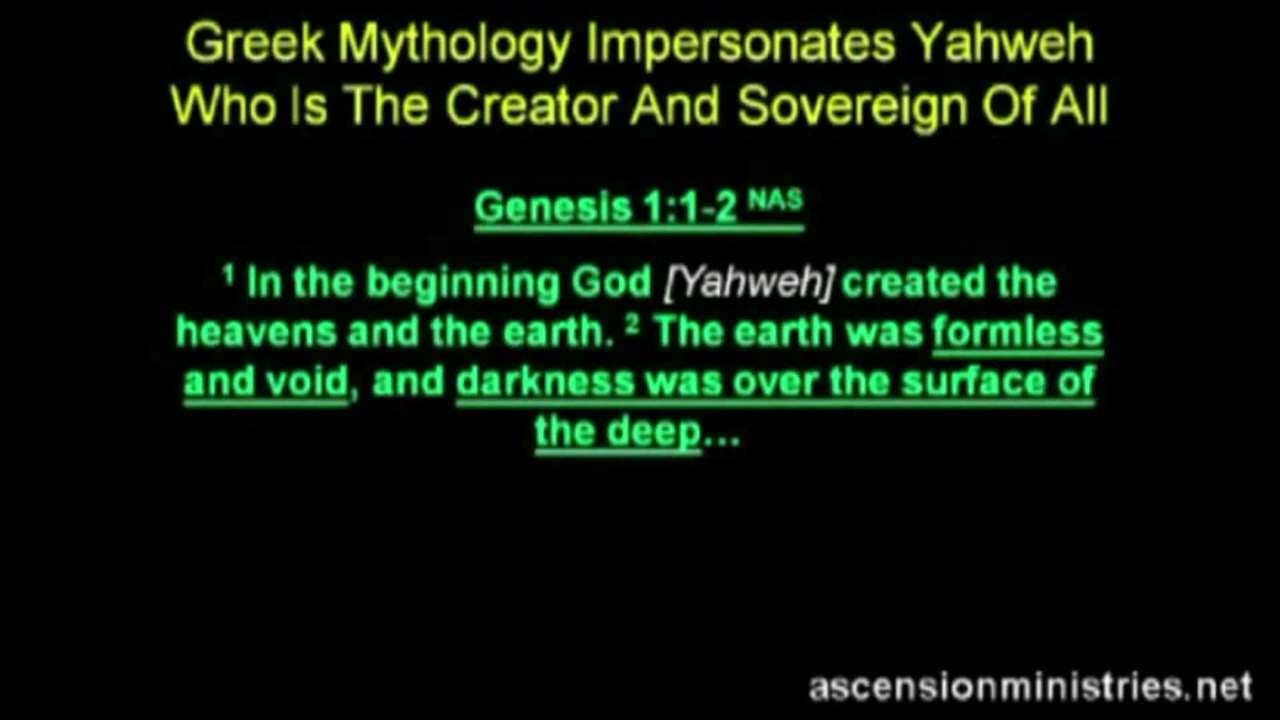 Greek Mythology Impersonates Yahweh
Who Is The Creator And Sovereign Of All
Genesis 1:1-2 NAS
1 In the beginning God [Yahweh] created the
heavens and the earth. 2 The earth was formless
and void, and darkness was over the surface of
the deep...
ascensionministries.net